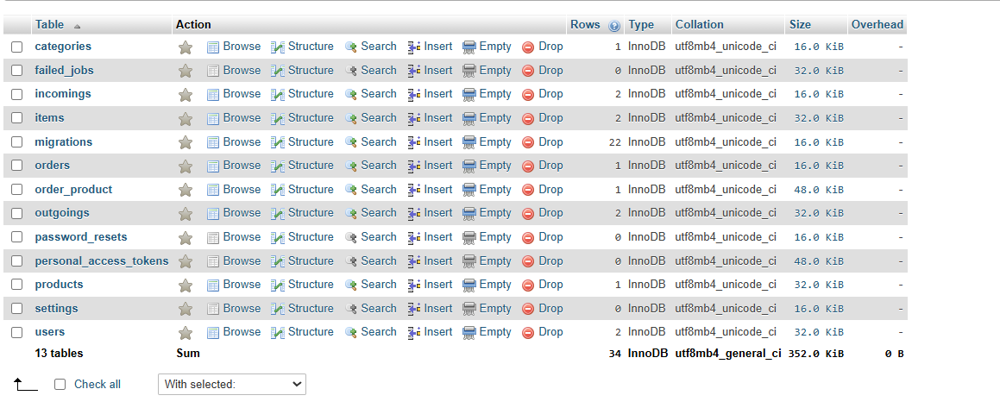 Table Action Rows Type Collation Size Overhead
categories Browse Structure Search Insert Empty Drop 1 InnoDB utf8mb4_unicode_ci 16.0 KiB -
failed_jobs Browse Structure Search Insert Empty Drop 0 InnoDB utf8mb4_unicode_ci 32.0 KiB -
incomings Browse Structure Search Insert Empty Drop 2 InnoDB utf8mb4_unicode_ci 16.0 KiB -
items Browse Structure Search Insert Empty Drop 2 InnoDB utf8mb4_unicode_ci 32.0 KiB -
migrations Browse Structure Search Insert Empty Drop 22 InnoDB utf8mb4_unicode_ci 16.0 KiB -
orders Browse Structure Search Insert Empty Drop 1 InnoDB utf8mb4_unicode_ci 16.0 KiB -
order_product Browse Structure Search Insert Empty Drop 1 InnoDB utf8mb4_unicode_ci 48.0 KiB -
outgoings Browse Structure Search Insert Empty Drop 2 InnoDB utf8mb4_unicode_ci 32.0 KiB -
password_resets Browse Structure Search Insert Empty Drop 0 InnoDB utf8mb4_unicode_ci 16.0 KiB -
personal_access_tokens Browse Structure Search Insert Empty Drop 0 InnoDB utf8mb4_unicode_ci 48.0 KiB -
products Browse Structure Search Insert Empty Drop 1 InnoDB utf8mb4_unicode_ci 32.0 KiB -
settings Browse Structure Search Insert Empty Drop 0 InnoDB utf8mb4_unicode_ci 16.0 KiB -
users Browse Structure Search Insert Empty Drop 2 InnoDB utf8mb4_unicode_ci 32.0 KiB -
13 tables Sum 34 InnoDB utf8mb4_general_ci 352.0 KiB 0 B
Check all With selected: